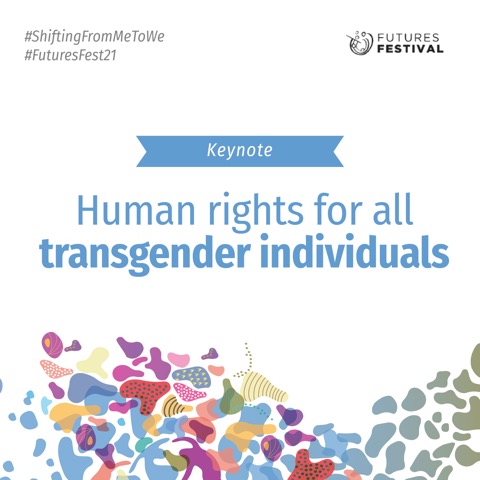 #ShiftingFromMeToWe
#FuturesFest21
FUTURES
FESTIVAL
Keynote
Human rights for all
transgender individuals